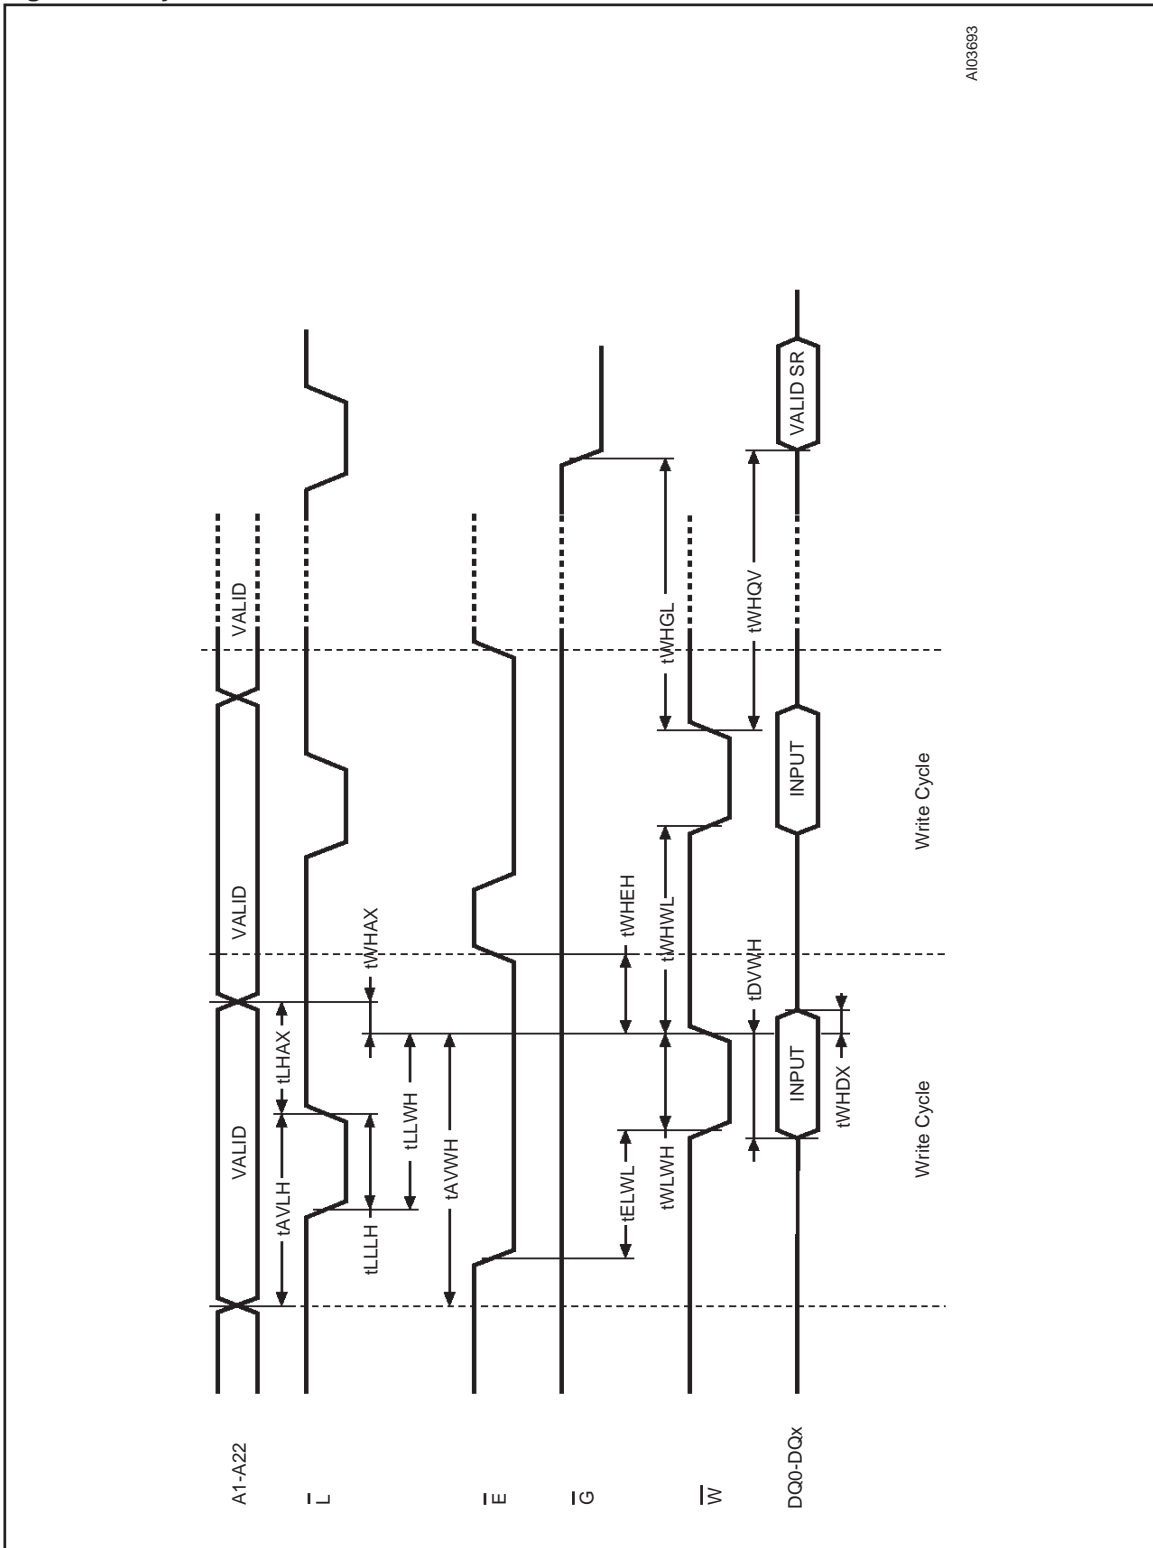 A1-A22
VALID
VALID
VALID
tAVLH
tLHAX
L̅
tLLLH
tWHAX
tLLWH
tAVWH
E̅
G̅
tELWL
tWHEH
tWLWH
tWHWL
tWHGL
W̅
tDVWH
tWHQV
DQ0-DQx
INPUT
INPUT
VALID SR
tWHDX
Write Cycle
Write Cycle
AI03693